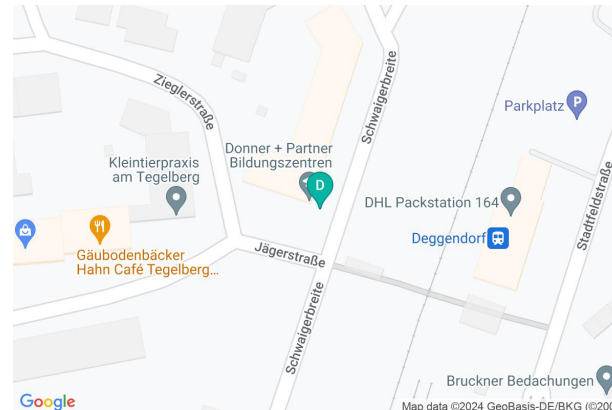 Zieglerstraße
Schwaigerbreite
Parkplatz
P
Donner + Partner
Bildungszentren
D
Kleintierpraxis
am Tegelberg
DHL Packstation 164
Stadtfeldstraße
Deggendorf
Gäubodenbäcker
Hahn Café Tegelberg...
Jägerstraße
Schwaigerbreite
Bruckner Bedachungen
Google
Map data ©2024 GeoBasis-DE/BKG (©200